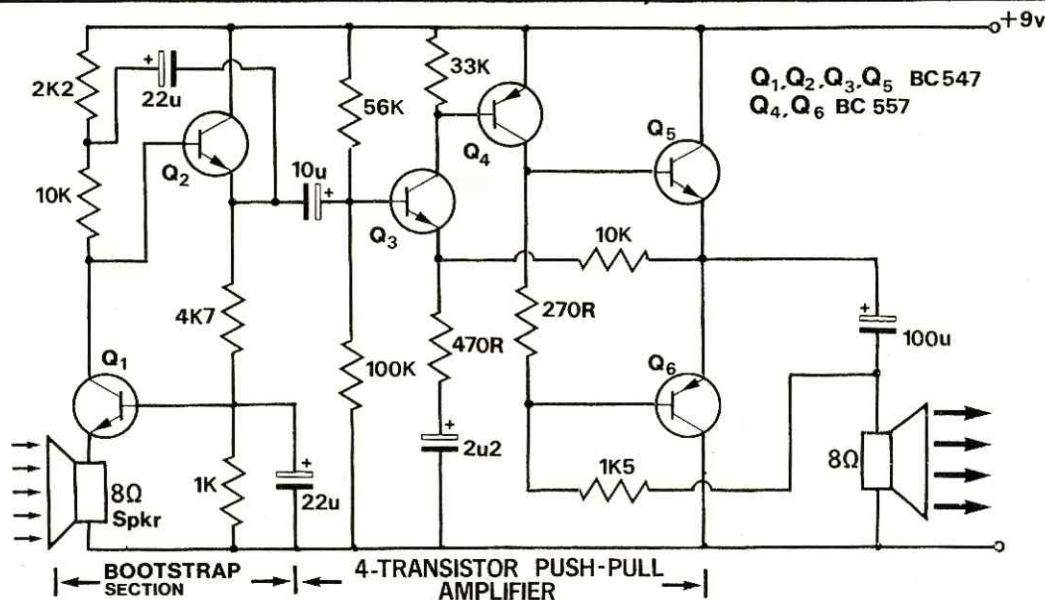 +9v
2K2
+
22u
33K
56K
Q1,Q2,Q3,Q5 BC547
Q4,Q6 BC 557
Q2
Q4
Q5
10K
10u
+
Q3
10K
4K7
270R
+
100u
470R
Q1
100K
Q6
+
2u2
8Ω
Spkr
1K
+
22u
1K5
8Ω
BOOTSTRAP
SECTION
4-TRANSISTOR PUSH-PULL
AMPLIFIER